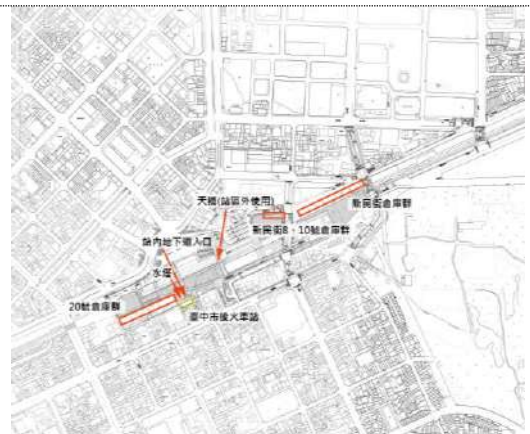 天橋(站區外使用)
新民街倉庫群
新民街8、10號倉庫群
站內地下道入口
水塔
20號倉庫群
臺中市後火車站